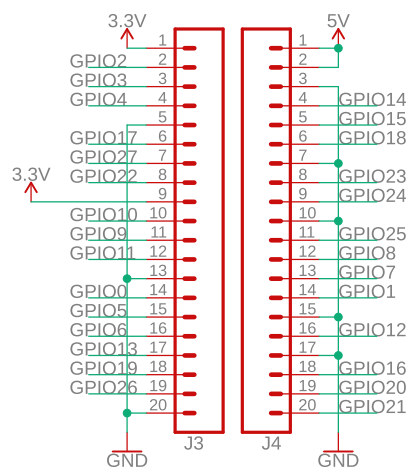 3.3V 5V
1 1
GPIO2 2 2
GPIO3 3 3
GPIO4 4 4 GPIO14
5 5 GPIO15
GPIO17 6 6 GPIO18
GPIO27 7 7
GPIO22 8 8 GPIO23
3.3V 9 9 GPIO24
GPIO10 10 10
GPIO9 11 11 GPIO25
GPIO11 12 12 GPIO8
13 13 GPIO7
GPIO0 14 14 GPIO1
GPIO5 15 15
GPIO6 16 16 GPIO12
GPIO13 17 17
GPIO19 18 18 GPIO16
GPIO26 19 19 GPIO20
20 20 GPIO21
J3 J4
GND GND